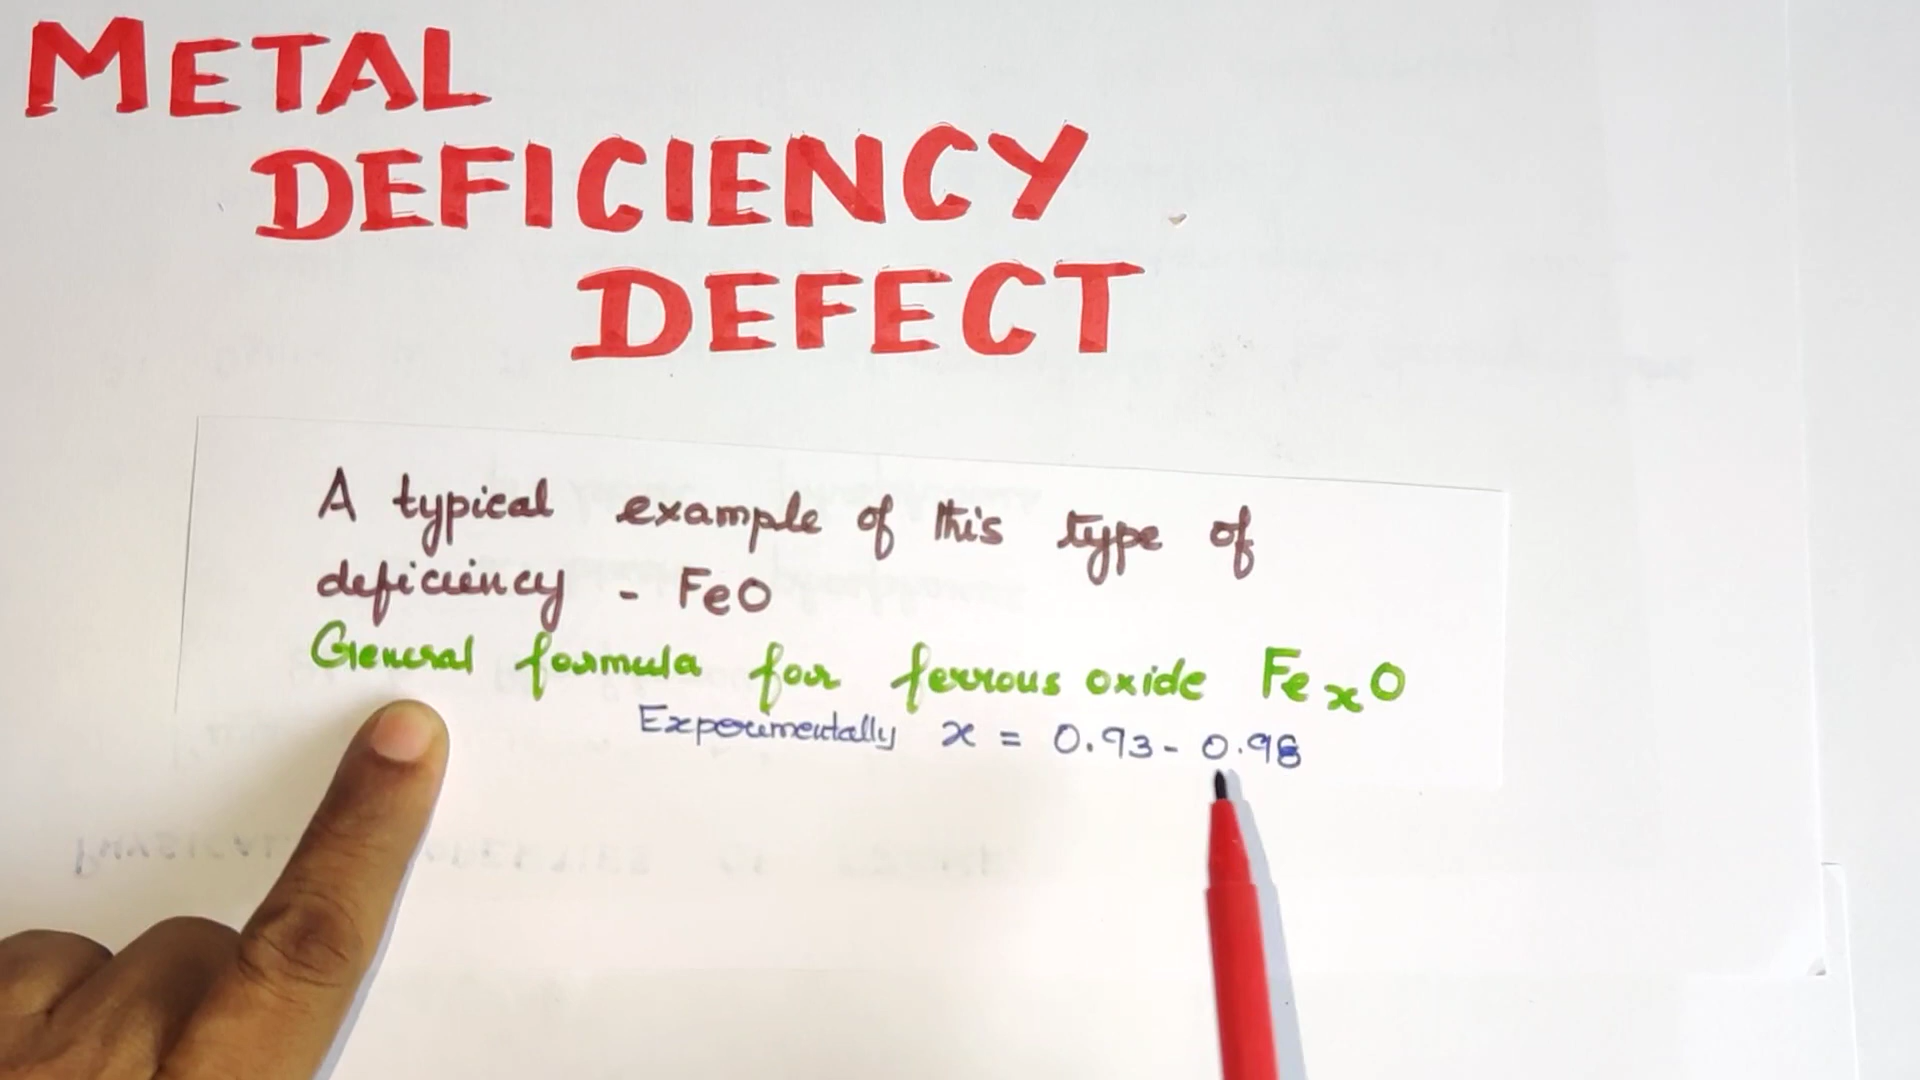 METAL
DEFICIENCY
DEFECT
A typical example of this type of
deficiency - FeO
General formula for ferrous oxide FexO
Experimentally x = 0.93 - 0.98